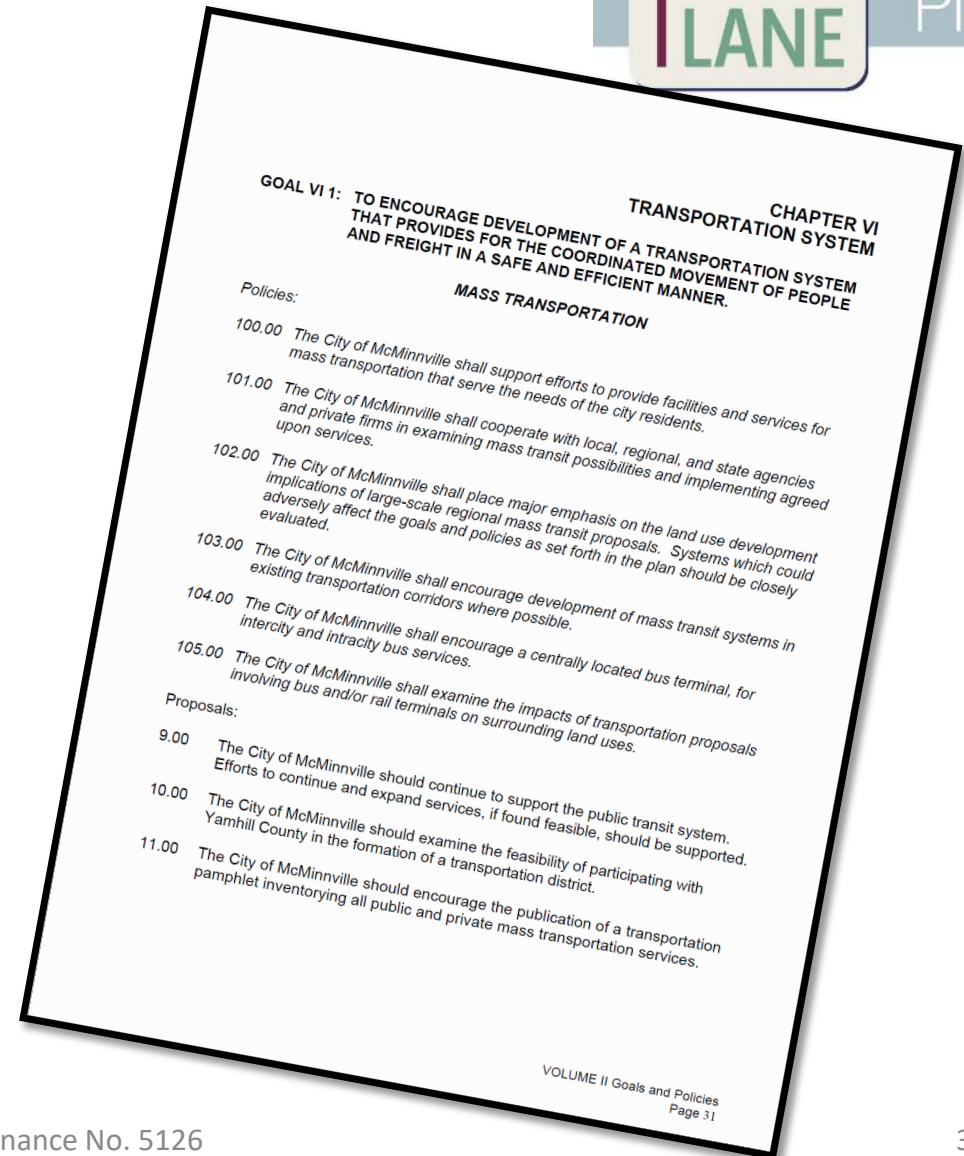 LANE
CHAPTER VI
TRANSPORTATION SYSTEM
GOAL VI 1: TO ENCOURAGE DEVELOPMENT OF A TRANSPORTATION SYSTEM
THAT PROVIDES FOR THE COORDINATED MOVEMENT OF PEOPLE
AND FREIGHT IN A SAFE AND EFFICIENT MANNER.
MASS TRANSPORTATION
Policies:
100.00 The City of McMinnville shall support efforts to provide facilities and services for
mass transportation that serve the needs of the city residents.
101.00 The City of McMinnville shall cooperate with local, regional, and state agencies
and private firms in examining mass transit possibilities and implementing agreed
upon services.
102.00 The City of McMinnville shall place major emphasis on the land use development
implications of large-scale regional mass transit proposals. Systems which could
adversely affect the goals and policies as set forth in the plan should be closely
evaluated.
103.00 The City of McMinnville shall encourage development of mass transit systems in
existing transportation corridors where possible.
104.00 The City of McMinnville shall encourage a centrally located bus terminal, for
intercity and intracity bus services.
105.00 The City of McMinnville shall examine the impacts of transportation proposals
involving bus and/or rail terminals on surrounding land uses.
Proposals:
9.00 The City of McMinnville should continue to support the public transit system.
Efforts to continue and expand services, if found feasible, should be supported.
10.00 The City of McMinnville should examine the feasibility of participating with
Yamhill County in the formation of a transportation district.
11.00 The City of McMinnville should encourage the publication of a transportation
pamphlet inventorying all public and private mass transportation services.
VOLUME II Goals and Policies
Page 31
nance No. 5126